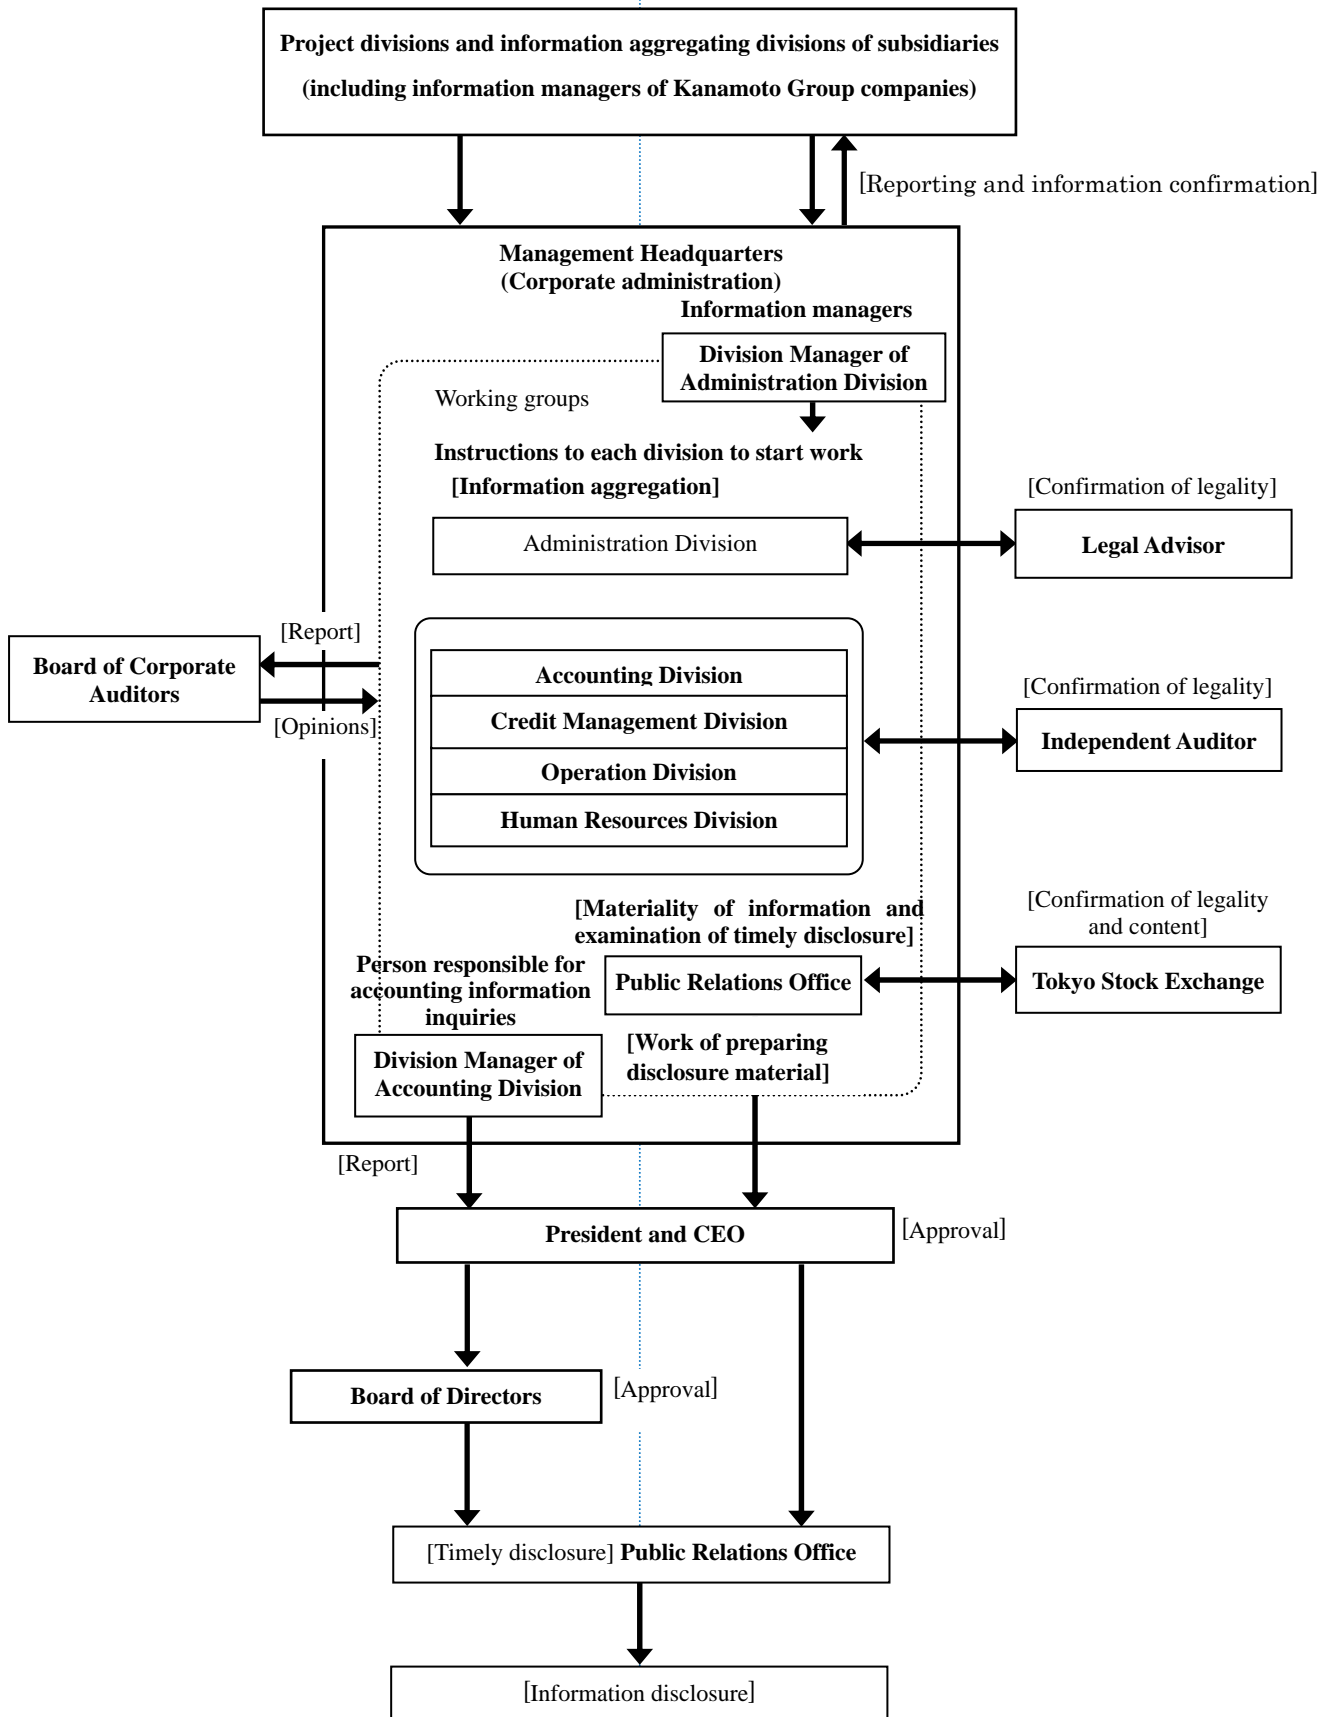 Project divisions and information aggregating divisions of subsidiaries
(including information managers of Kanamoto Group companies)
[Reporting and information confirmation]
Management Headquarters
(Corporate administration)
Information managers
Division Manager of
Administration Division
Working groups
Instructions to each division to start work
[Information aggregation]
Administration Division
[Confirmation of legality]
Legal Advisor
[Report]
Board of Corporate
Auditors
[Opinions]
Accounting Division
Credit Management Division
Operation Division
Human Resources Division
[Confirmation of legality]
Independent Auditor
[Materiality of information and
examination of timely disclosure]
Public Relations Office
[Confirmation of legality
and content]
Tokyo Stock Exchange
Person responsible for
accounting information
inquiries
Division Manager of
Accounting Division
[Work of preparing
disclosure material]
[Report]
President and CEO
[Approval]
Board of Directors
[Approval]
[Timely disclosure] Public Relations Office
[Information disclosure]